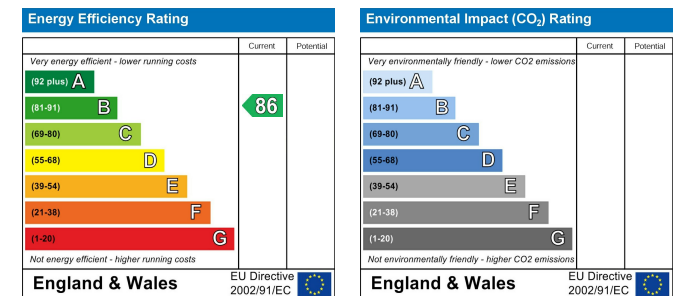 Energy Efficiency Rating
Current Potential
Very energy efficient - lower running costs
(92 plus) A
(81-91) B
86
(69-80) C
(55-68) D
(39-54) E
(21-38) F
(1-20) G
Not energy efficient - higher running costs
England & Wales
EU Directive
2002/91/EC
Environmental Impact (CO2) Rating
Current Potential
Very environmentally friendly - lower CO2 emissions
(92 plus) A
(81-91) B
(69-80) C
(55-68) D
(39-54) E
(21-38) F
(1-20) G
Not environmentally friendly - higher CO2 emissions
England & Wales
EU Directive
2002/91/EC